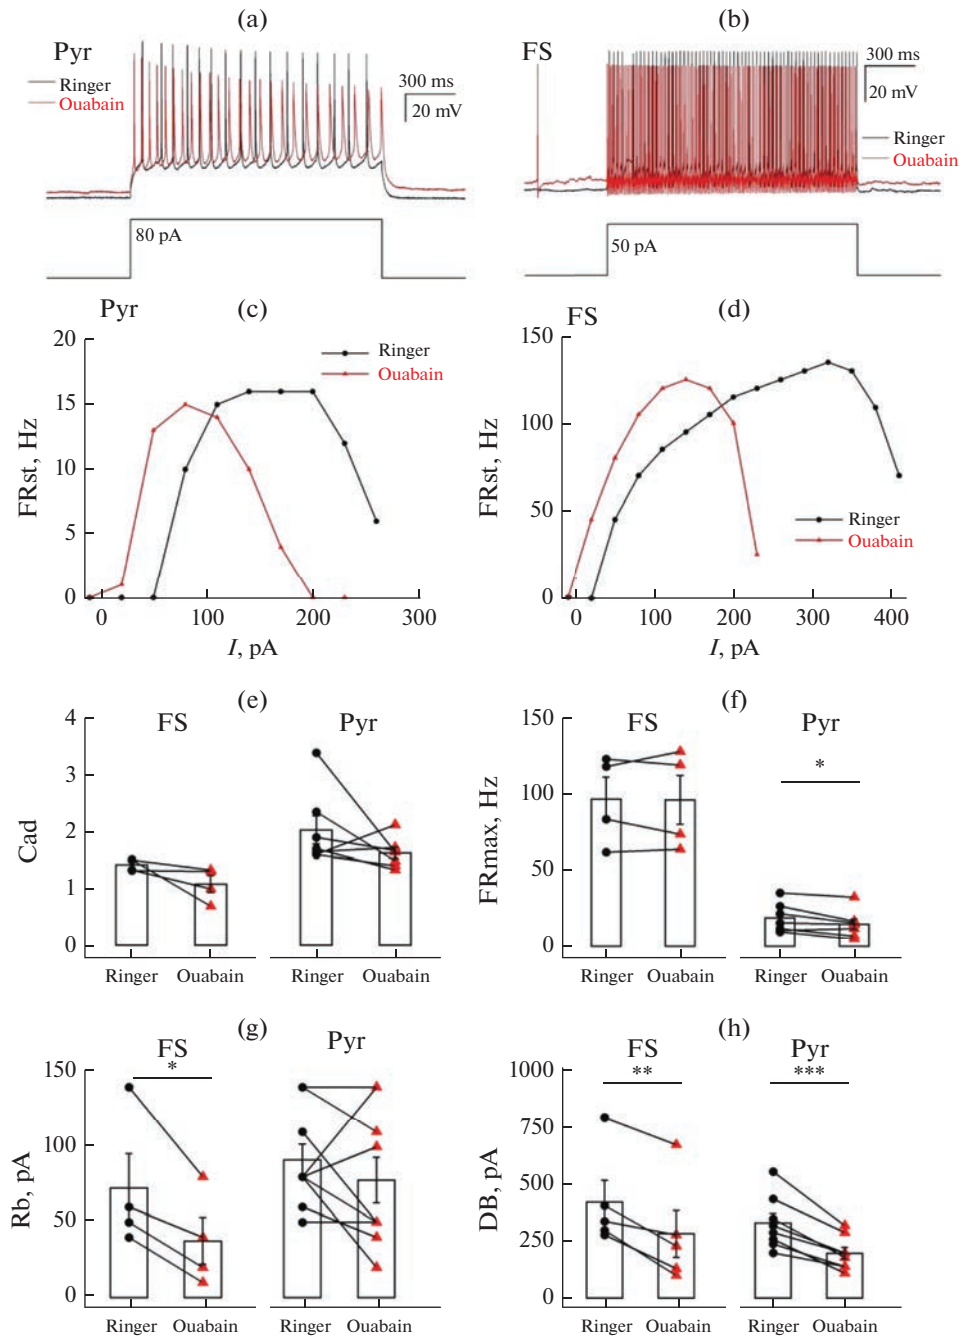 (a)
Pyr
Ringer
Ouabain
300 ms
20 mV
80 pA
(b)
FS
300 ms
20 mV
Ringer
Ouabain
50 pA
Pyr
(c)
20
15
10
5
0
FRst, Hz
Ringer
Ouabain
0 100 200 300
I, pA
FS
(d)
150
100
50
0
FRst, Hz
Ringer
Ouabain
0 100 200 300 400
I, pA
(e)
FS Pyr
4
3
2
1
0
Cad
Ringer Ouabain Ringer Ouabain
(f)
FS Pyr
150
100
50
0
FRmax, Hz
*
Ringer Ouabain Ringer Ouabain
(g)
FS Pyr
150
100
50
0
Rb, pA
*
Ringer Ouabain Ringer Ouabain
(h)
FS Pyr
1000
750
500
250
0
DB, pA
** ***
Ringer Ouabain Ringer Ouabain